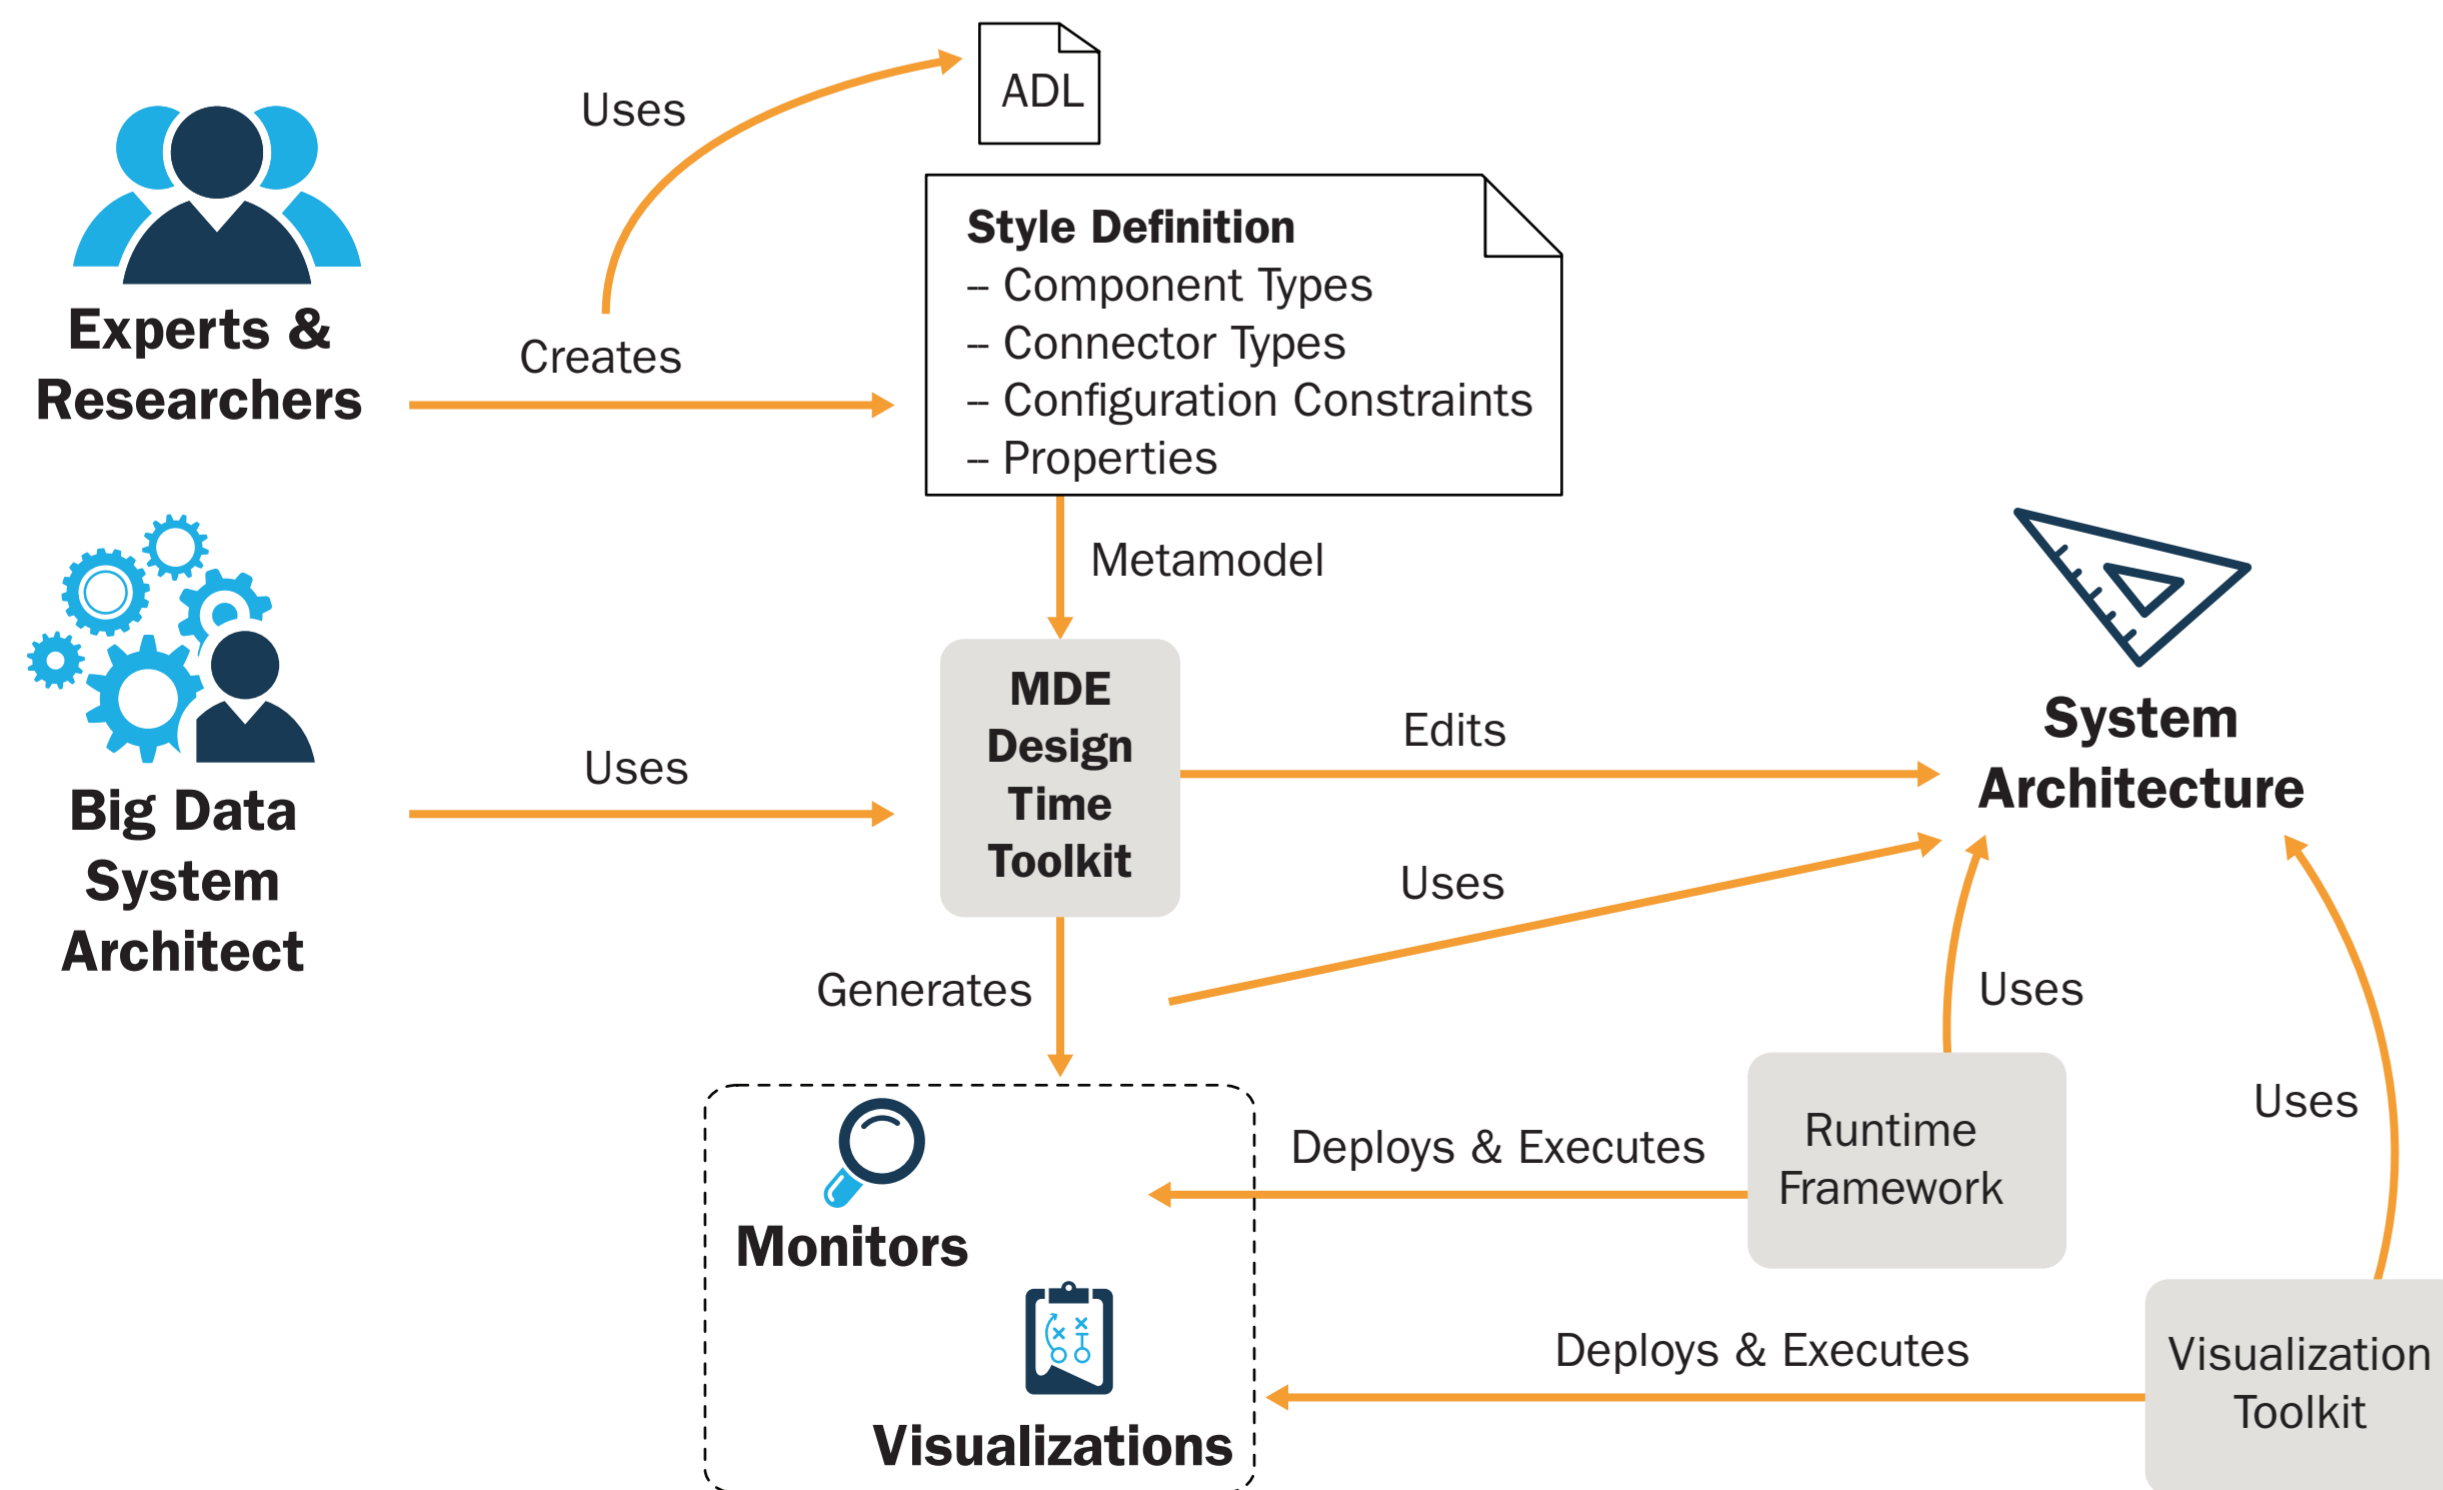 Uses
ADL
Experts &
Researchers
Creates
Style Definition
– Component Types
– Connector Types
– Configuration Constraints
– Properties
Metamodel
Big Data
System
Architect
Uses
MDE
Design
Time
Toolkit
Edits
System
Architecture
Uses
Generates
Uses
Uses
Monitors
Visualizations
Deploys & Executes
Runtime
Framework
Deploys & Executes
Visualization
Toolkit